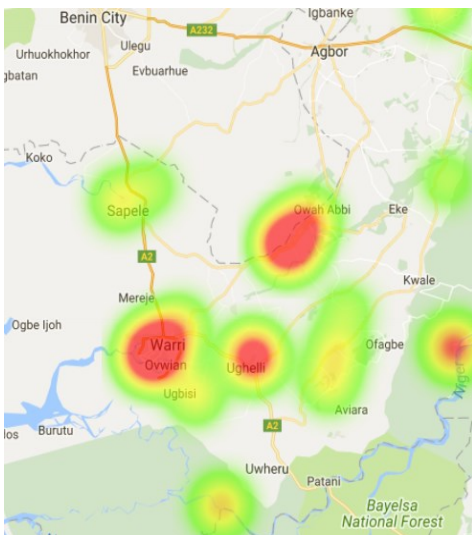 Benin City
Igbanke
A232
Ulegu
Agbor
Urhuokhokhor
Evbuarhue
gbatan
Koko
Sapele
Owah Abbi
Eke
A2
Kwale
Mereje
Ogbe Ijoh
Warri
Ofagbe
Ovwian
Ughelli
Niger
Ugbisi
Aviara
Burutu
los
A2
Uwheru
Patani
Bayelsa
National Forest